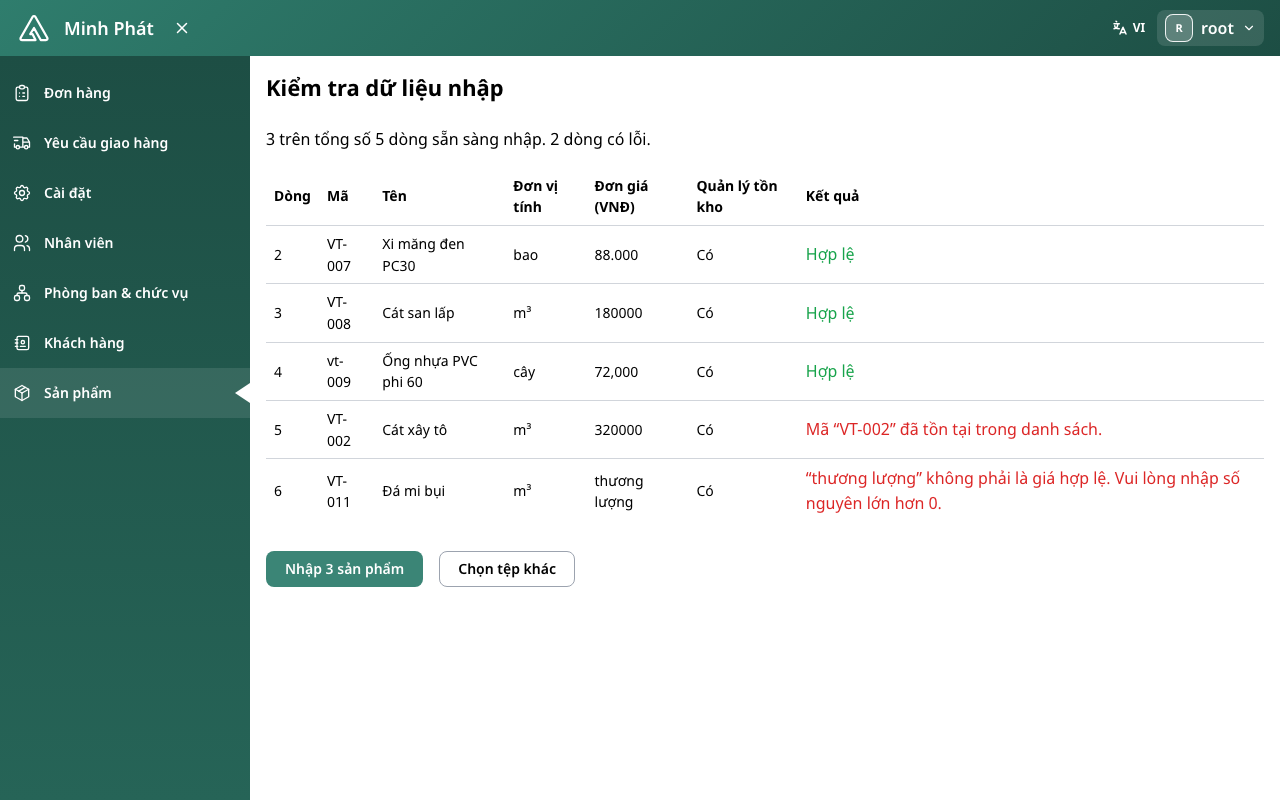 Minh Phát
VI
R
root
Đơn hàng
Yêu cầu giao hàng
Cài đặt
Nhân viên
Phòng ban & chức vụ
Khách hàng
Sản phẩm
Kiểm tra dữ liệu nhập
3 trên tổng số 5 dòng sẵn sàng nhập. 2 dòng có lỗi.
Dòng
Mã
Tên
Đơn vị
tính
Đơn giá
(VNĐ)
Quản lý tồn
kho
Kết quả
2
VT-
007
Xi măng đen
PC30
bao
88.000
Có
Hợp lệ
3
VT-
008
Cát san lấp
m³
180000
Có
Hợp lệ
4
vt-
009
Ống nhựa PVC
phi 60
cây
72,000
Có
Hợp lệ
5
VT-
002
Cát xây tô
m³
320000
Có
Mã “VT-002” đã tồn tại trong danh sách.
6
VT-
011
Đá mi bụi
m³
thương
lượng
Có
“thương lượng” không phải là giá hợp lệ. Vui lòng nhập số
nguyên lớn hơn 0.
Nhập 3 sản phẩm
Chọn tệp khác